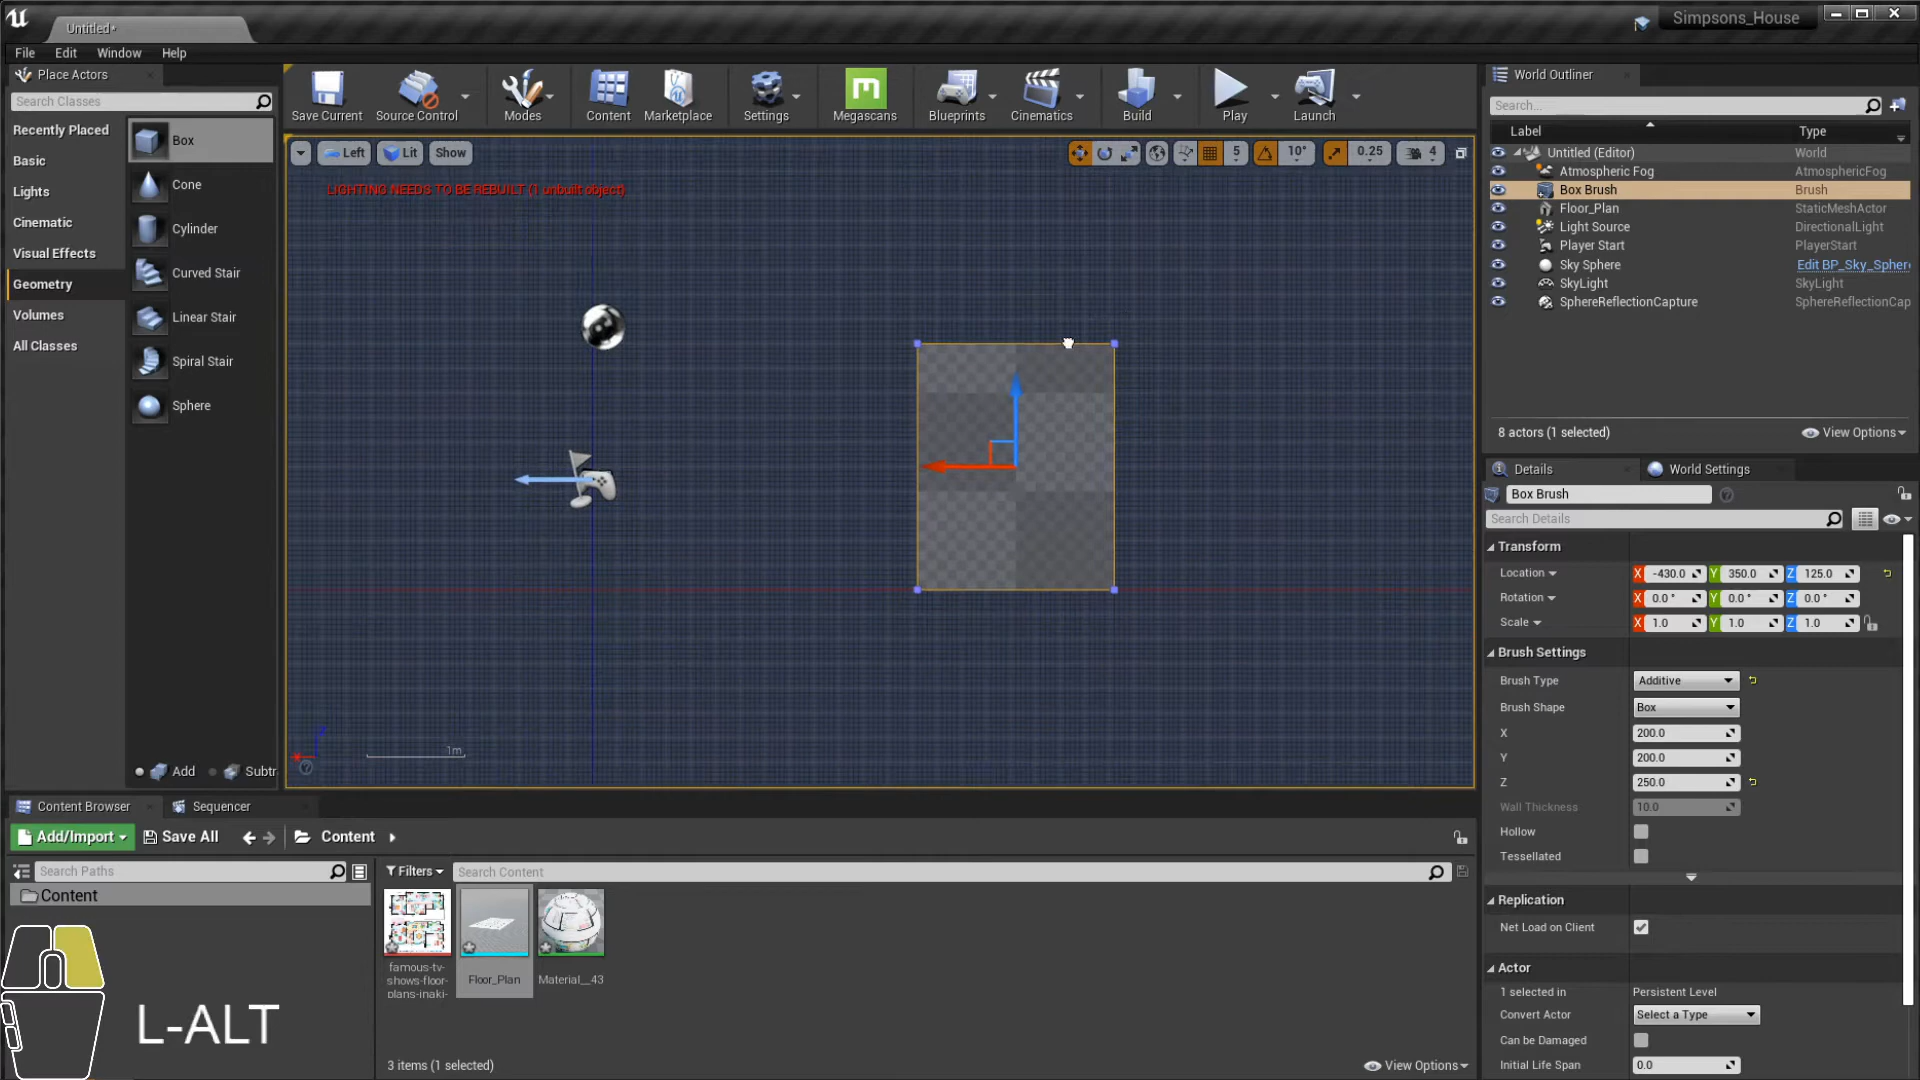 Untitled*
Simpsons_House
File Edit Window Help
Place Actors
Search Classes
Recently Placed
Basic
Lights
Cinematic
Visual Effects
Geometry
Volumes
All Classes
Box
Cone
Cylinder
Curved Stair
Linear Stair
Spiral Stair
Sphere
Add Subtr
Save Current
Source Control
Modes
Content
Marketplace
Settings
Megascans
Blueprints
Cinematics
Build
Play
Launch
Left Lit Show
5 10° 0.25 4
LIGHTING NEEDS TO BE REBUILT (1 unbuilt object)
1m
World Outliner
Search...
Label Type
Untitled (Editor) World
Atmospheric Fog AtmosphericFog
Box Brush Brush
Floor_Plan StaticMeshActor
Light Source DirectionalLight
Player Start PlayerStart
Sky Sphere Edit BP_Sky_Sphere
SkyLight SkyLight
SphereReflectionCapture SphereReflectionCap
8 actors (1 selected) View Options
Details World Settings
Box Brush
Search Details
Transform
Location X -430.0 Y 350.0 Z 125.0
Rotation X 0.0 ° Y 0.0 ° Z 0.0 °
Scale X 1.0 Y 1.0 Z 1.0
Brush Settings
Brush Type Additive
Brush Shape Box
X 200.0
Y 200.0
Z 250.0
Wall Thickness 10.0
Hollow
Tessellated
Replication
Net Load on Client
Actor
1 selected in Persistent Level
Convert Actor Select a Type
Can be Damaged
Initial Life Span 0.0
Content Browser Sequencer
Add/Import Save All Content
Search Paths
Content
Filters Search Content
famous-tv-
shows-floor-
plans-inaki-
Floor_Plan
Material__43
3 items (1 selected) View Options
L-ALT